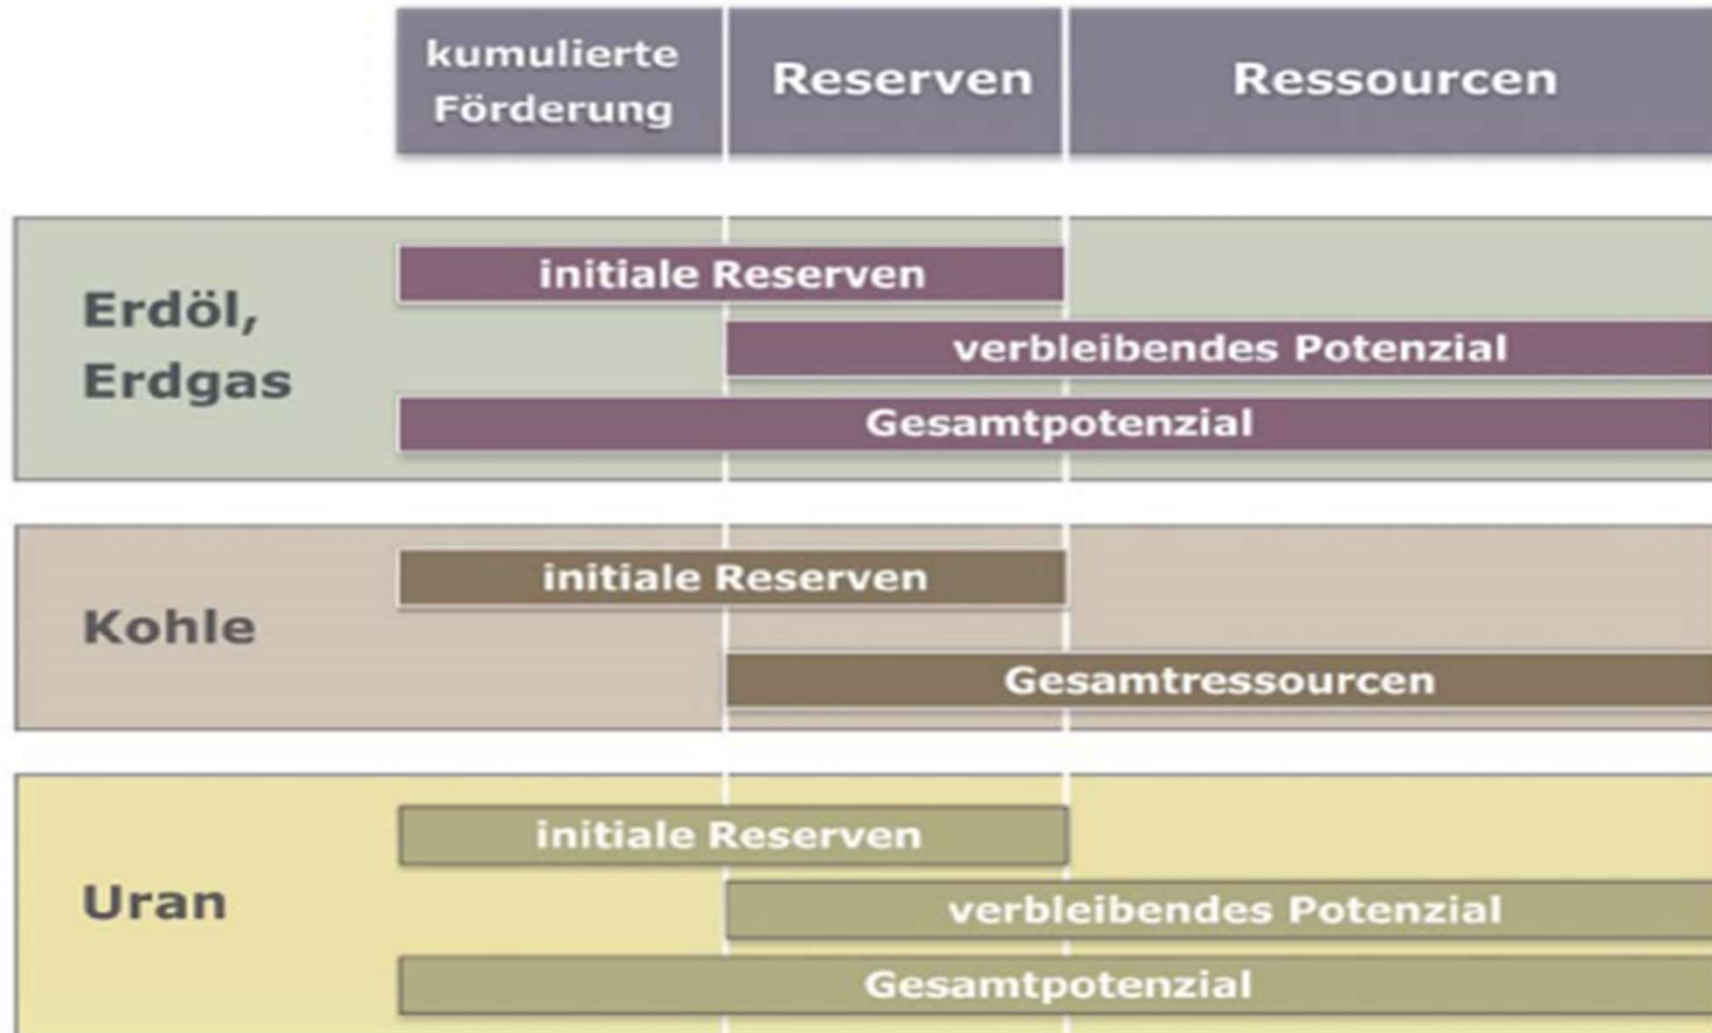 kumulierte
Förderung
Reserven
Ressourcen
Erdöl,
Erdgas
initiale Reserven
verbleibendes Potenzial
Gesamtpotenzial
Kohle
initiale Reserven
Gesamtressourcen
Uran
initiale Reserven
verbleibendes Potenzial
Gesamtpotenzial